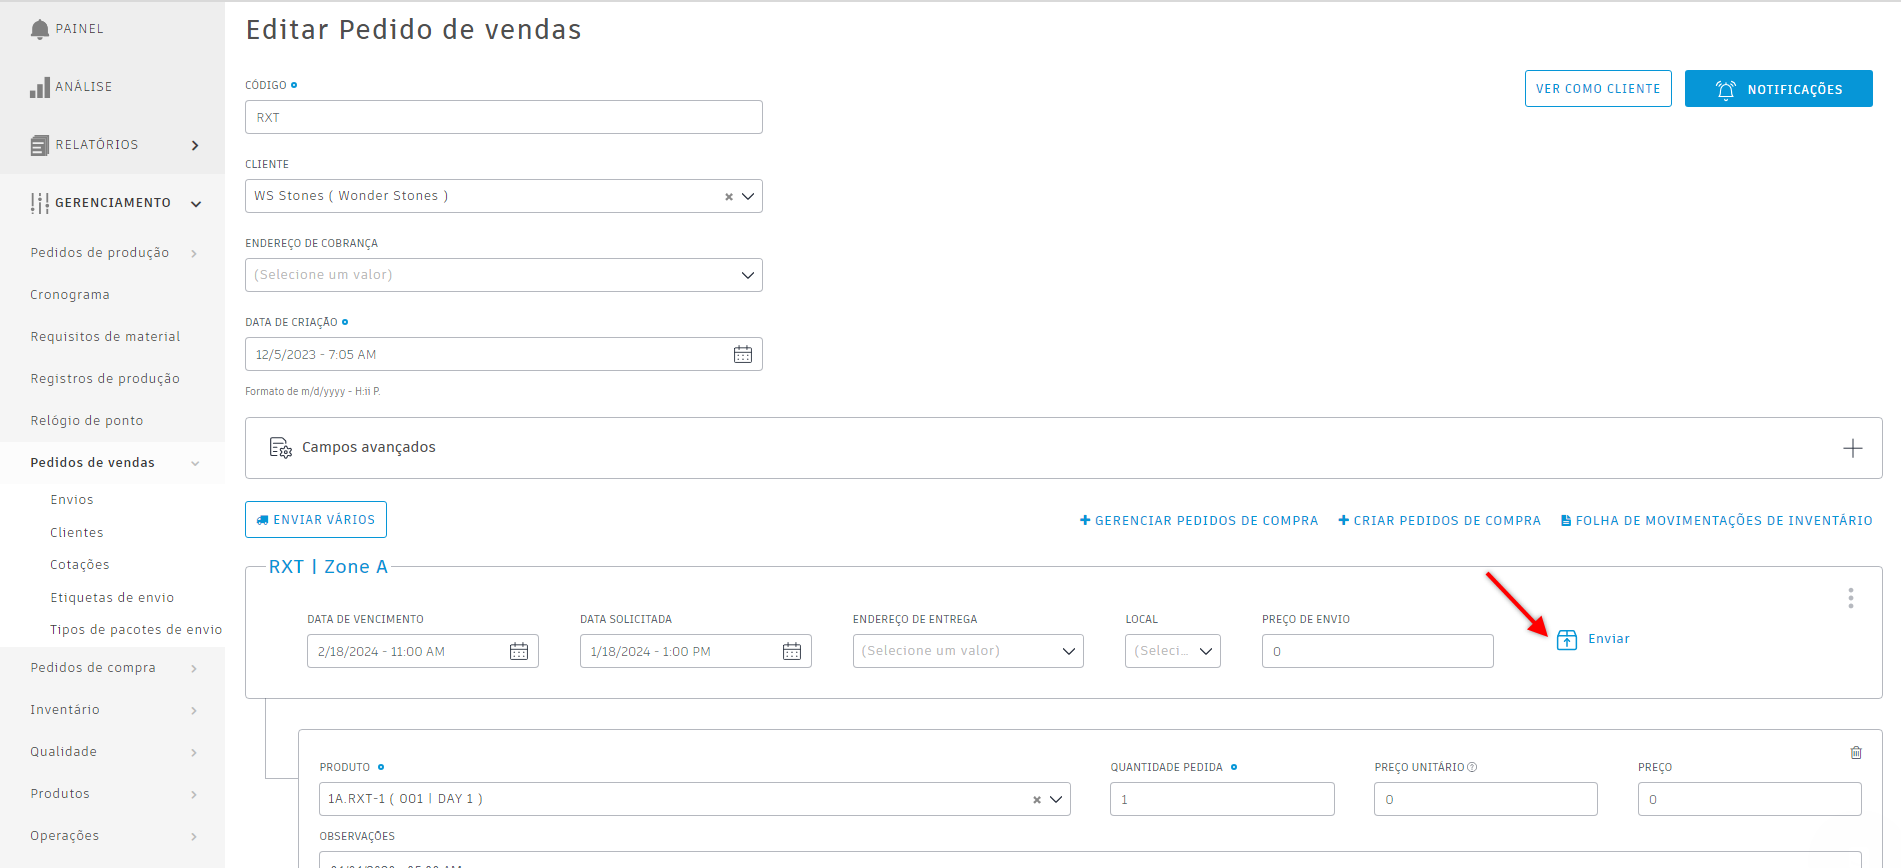 PAINEL
ANÁLISE
RELATÓRIOS
GERENCIAMENTO
Pedidos de produção
Cronograma
Requisitos de material
Registros de produção
Relógio de ponto
Pedidos de vendas
Envios
Clientes
Cotações
Etiquetas de envio
Tipos de pacotes de envio
Pedidos de compra
Inventário
Qualidade
Produtos
Operações
Editar Pedido de vendas
VER COMO CLIENTE
NOTIFICAÇÕES
CÓDIGO
RXT
CLIENTE
WS Stones ( Wonder Stones )
ENDEREÇO DE COBRANÇA
(Selecione um valor)
DATA DE CRIAÇÃO
12/5/2023 - 7:05 AM
Formato de m/d/yyyy - H:ii P.
Campos avançados
ENVIAR VÁRIOS
GERENCIAR PEDIDOS DE COMPRA
CRIAR PEDIDOS DE COMPRA
FOLHA DE MOVIMENTAÇÕES DE INVENTÁRIO
RXT | Zone A
DATA DE VENCIMENTO
2/18/2024 - 11:00 AM
DATA SOLICITADA
1/18/2024 - 1:00 PM
ENDEREÇO DE ENTREGA
(Selecione um valor)
LOCAL
(Seleci...
PREÇO DE ENVIO
0
Enviar
PRODUTO
1A.RXT-1 ( 001 | DAY 1 )
QUANTIDADE PEDIDA
1
PREÇO UNITÁRIO
0
PREÇO
0
OBSERVAÇÕES